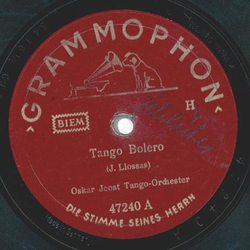 GRAMMOPHON
BIEM
H
Tango Bolero
(J. Llossas)
Oskar Joost Tango-Orchester
47240 A
DIE STIMME SEINES HERRN